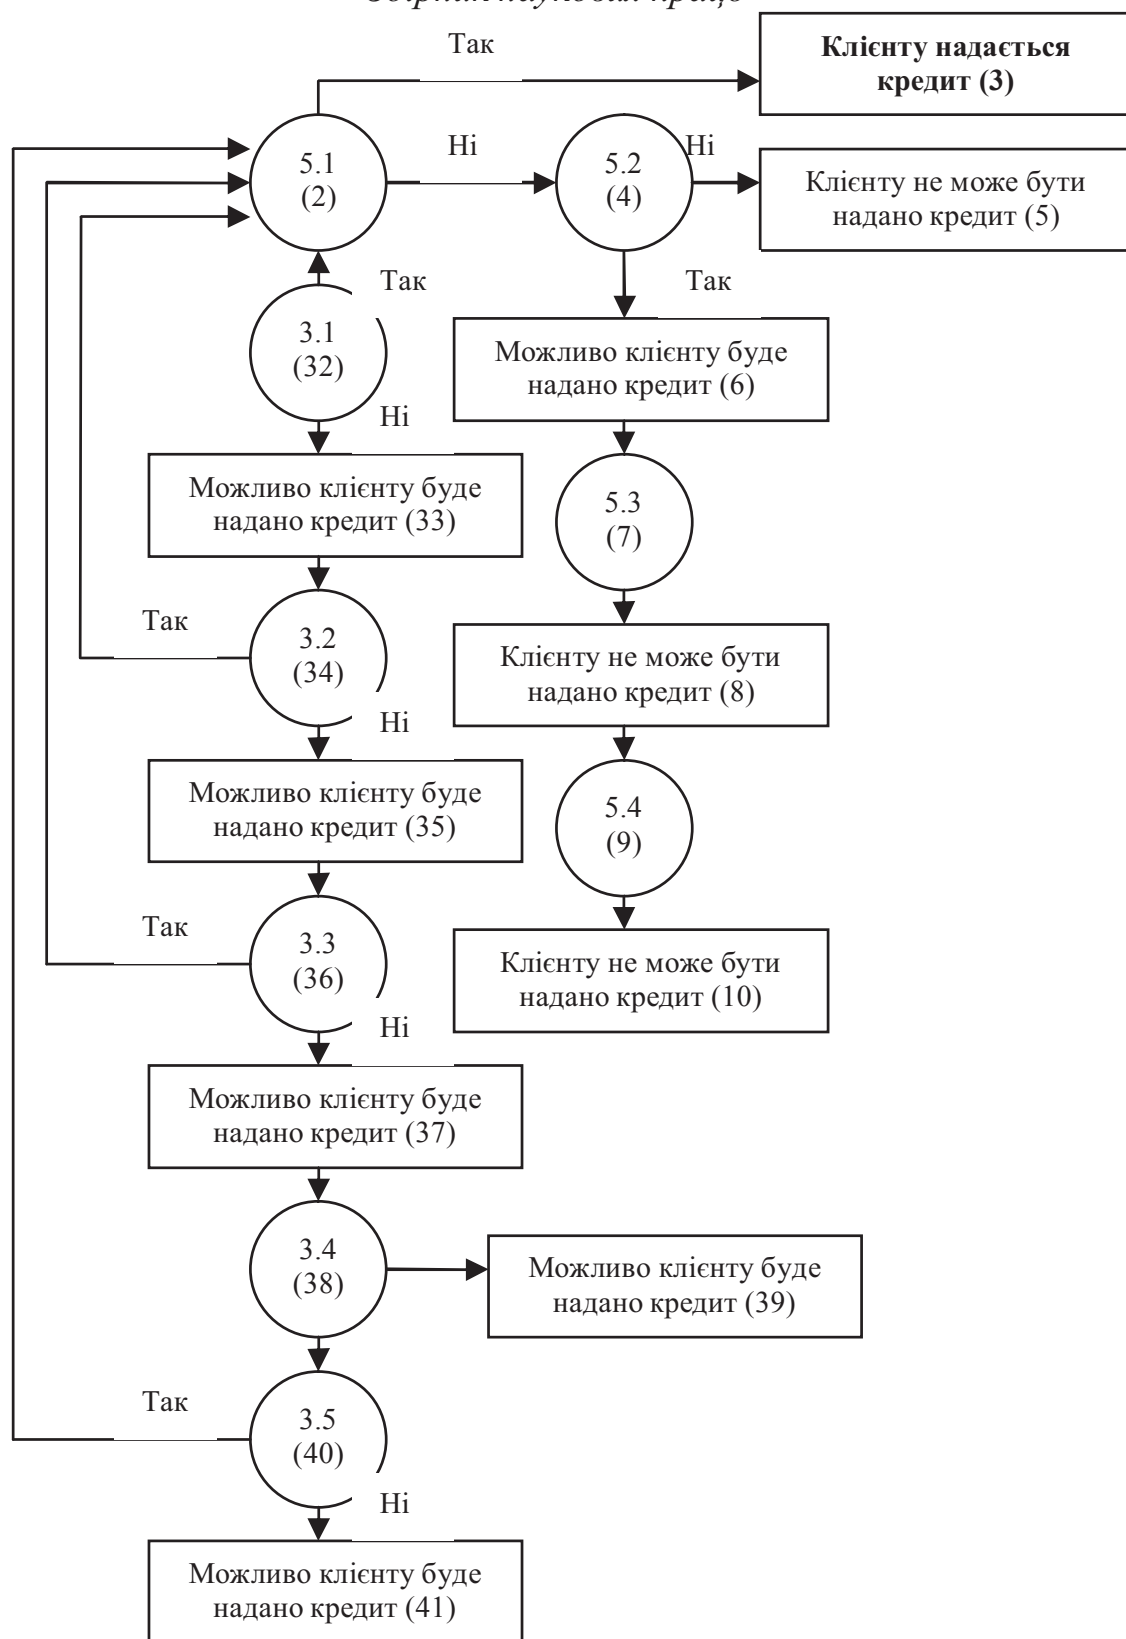 Так
Клієнту надається
кредит (3)
5.1
(2)
Ні
5.2
(4)
Ні
Клієнту не може бути
надано кредит (5)
Так
Так
3.1
(32)
Можливо клієнту буде
надано кредит (6)
Ні
Можливо клієнту буде
надано кредит (33)
5.3
(7)
Так
3.2
(34)
Клієнту не може бути
надано кредит (8)
Ні
Можливо клієнту буде
надано кредит (35)
5.4
(9)
Так
3.3
(36)
Клієнту не може бути
надано кредит (10)
Ні
Можливо клієнту буде
надано кредит (37)
3.4
(38)
Можливо клієнту буде
надано кредит (39)
Так
3.5
(40)
Ні
Можливо клієнту буде
надано кредит (41)